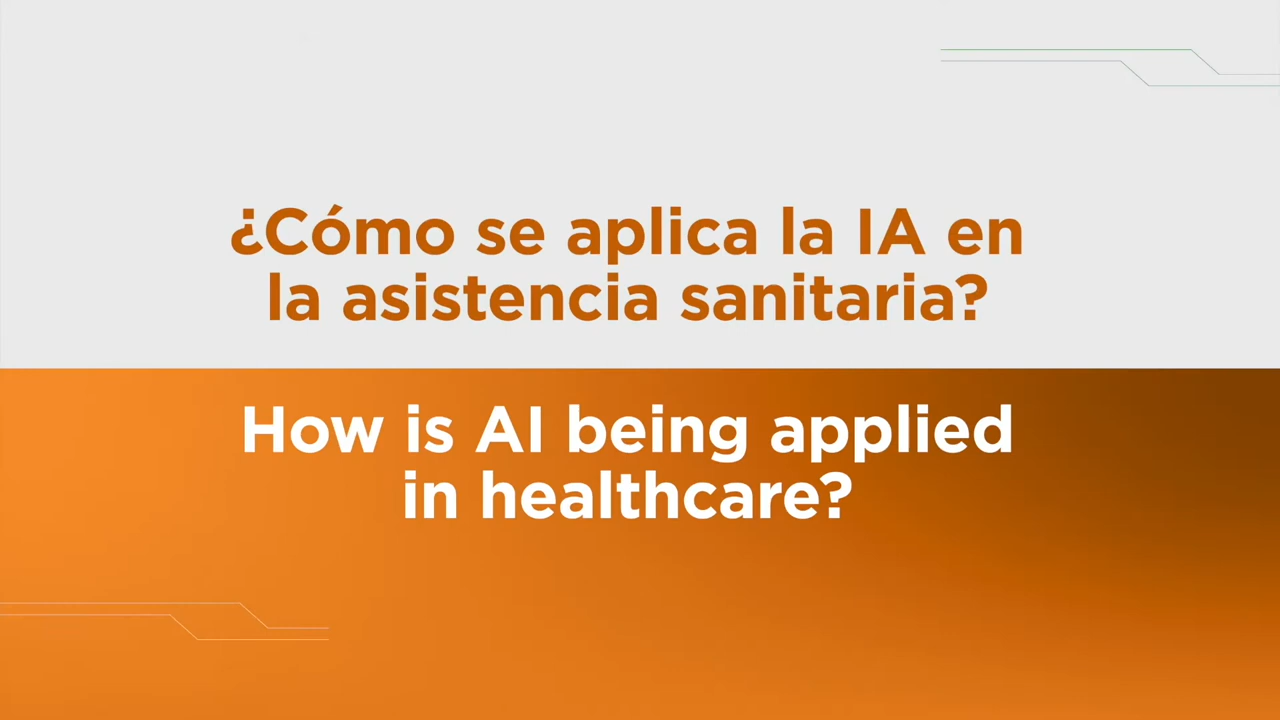 ¿Cómo se aplica la IA en
la asistencia sanitaria?
How is AI being applied
in healthcare?